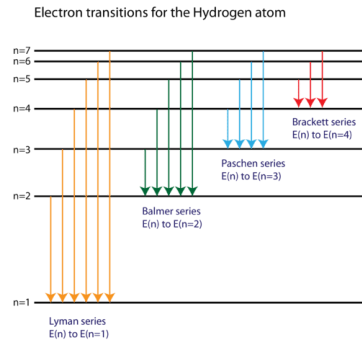 Electron transitions for the Hydrogen atom
n=7
n=6
n=5
n=4
Brackett series
E(n) to E(n=4)
n=3
Paschen series
E(n) to E(n=3)
n=2
Balmer series
E(n) to E(n=2)
n=1
Lyman series
E(n) to E(n=1)